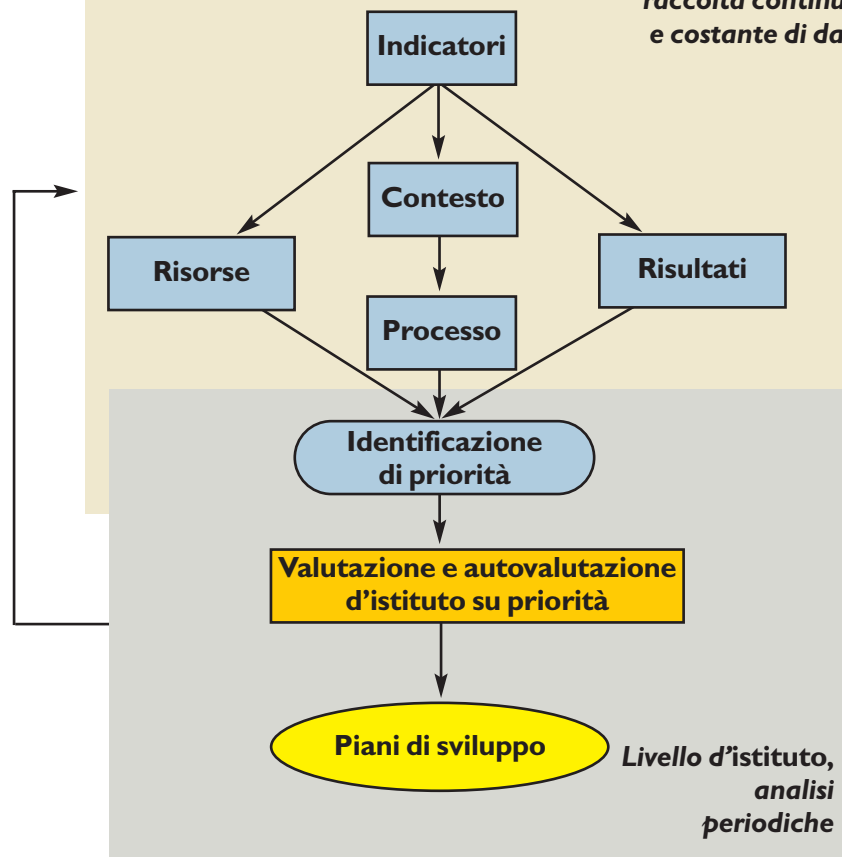 raccolta
e costante di
Indicatori
Contesto
Risorse
Risultati
Processo
Identificazione
di priorità
Valutazione e autovalutazione
d’istituto su priorità
Piani di sviluppo
Livello d’istituto,
analisi
periodiche